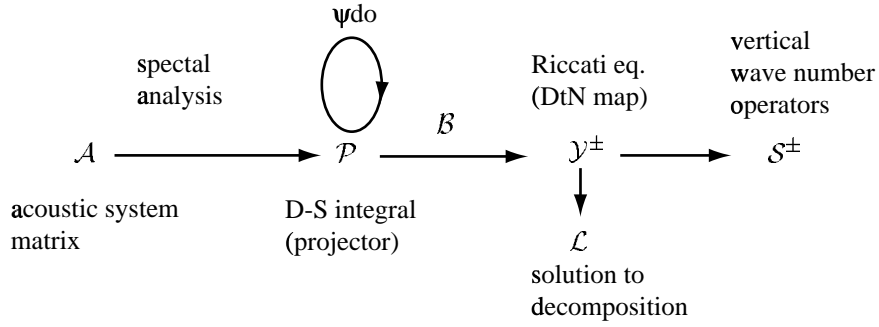 ψdo
spectal
analysis
Riccati eq.
(DtN map)
vertical
wave number
operators
𝓑
𝓐
𝓟
𝓨±
𝓢±
acoustic system
matrix
D-S integral
(projector)
𝓛
solution to
decomposition